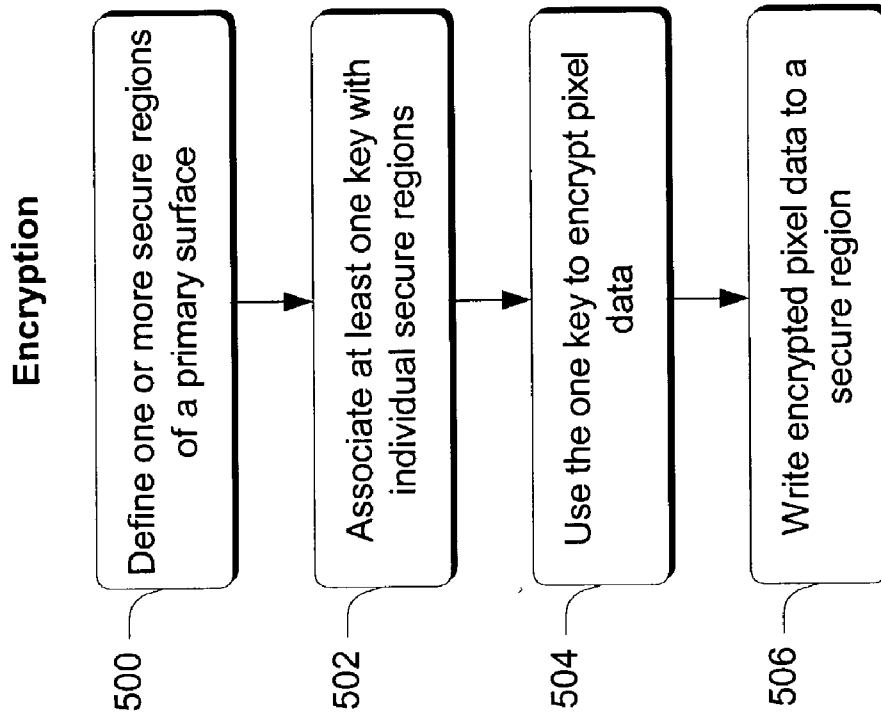 Encryption
500
Define one or more secure regions
of a primary surface
502
Associate at least one key with
individual secure regions
504
Use the one key to encrypt pixel
data
506
Write encrypted pixel data to a
secure region